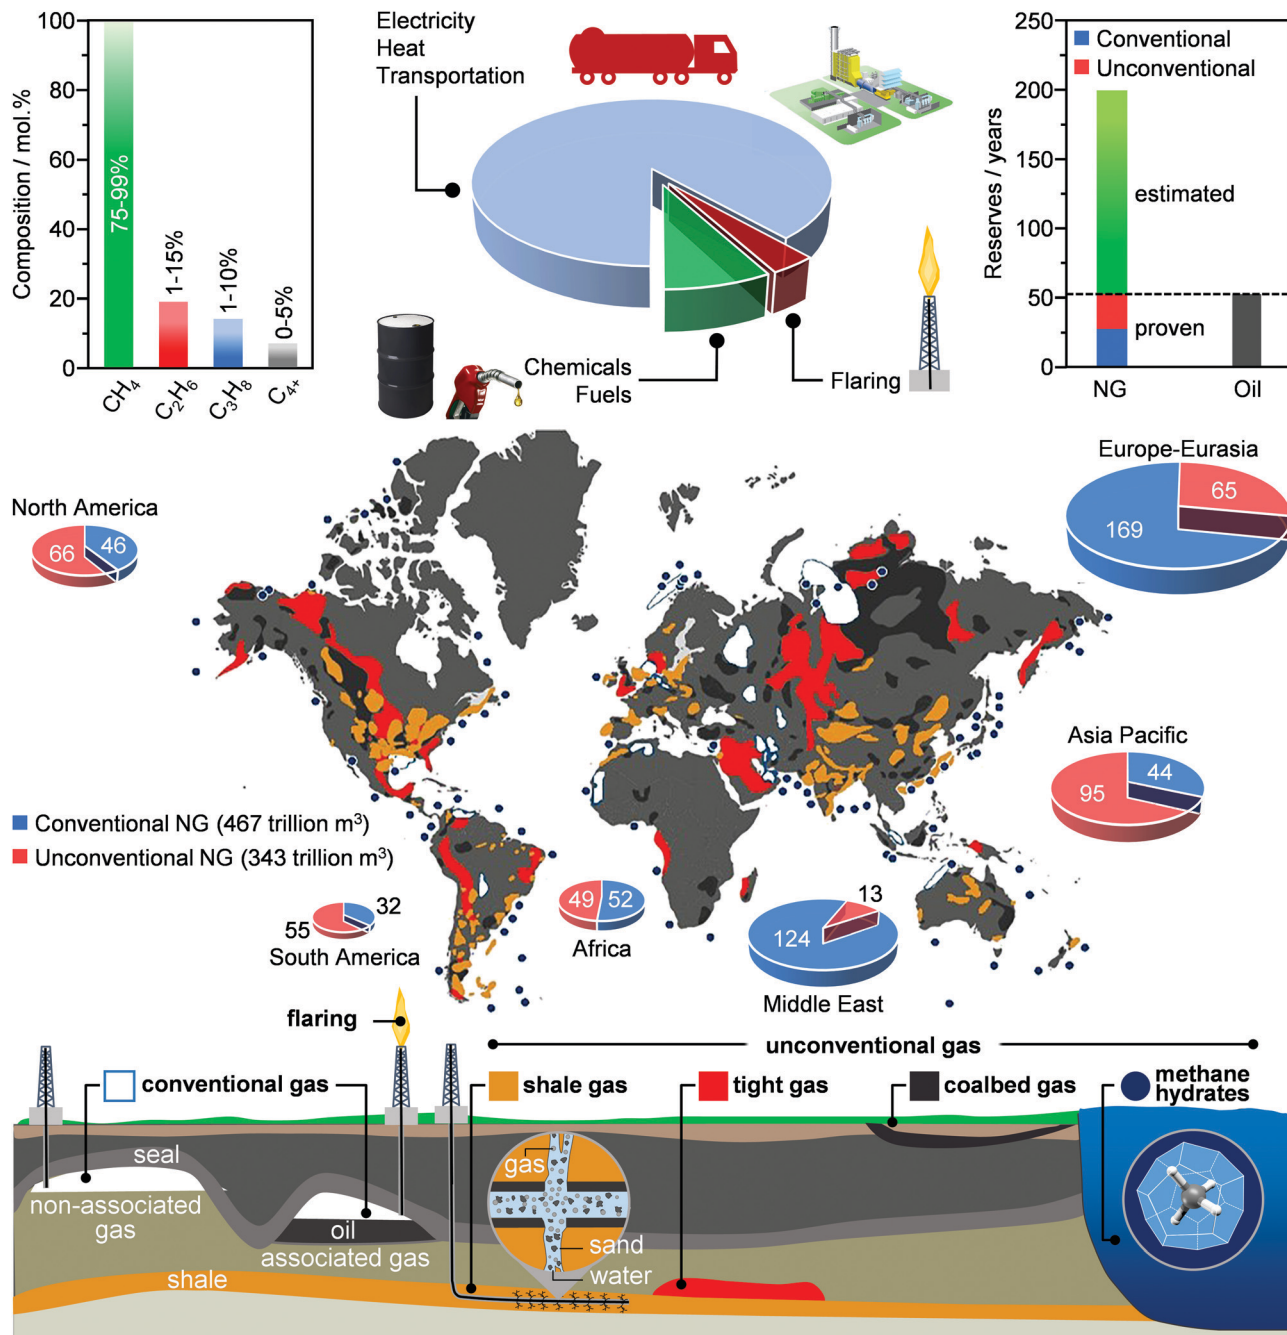 100
80
60
40
20
0
Composition / mol.%
75-99%
1-15%
1-10%
0-5%
CH₄
C₂H₆
C₃H₈
C₄₊
Electricity
Heat
Transportation
Chemicals
Fuels
Flaring
250
200
150
100
50
0
Reserves / years
Conventional
Unconventional
estimated
proven
NG
Oil
North America
66
46
Europe-Eurasia
65
169
Asia Pacific
44
95
Conventional NG (467 trillion m³)
Unconventional NG (343 trillion m³)
32
55
South America
49
52
Africa
13
124
Middle East
flaring
unconventional gas
conventional gas
shale gas
tight gas
coalbed gas
methane
hydrates
seal
non-associated
gas
oil
associated gas
shale
gas
sand
water